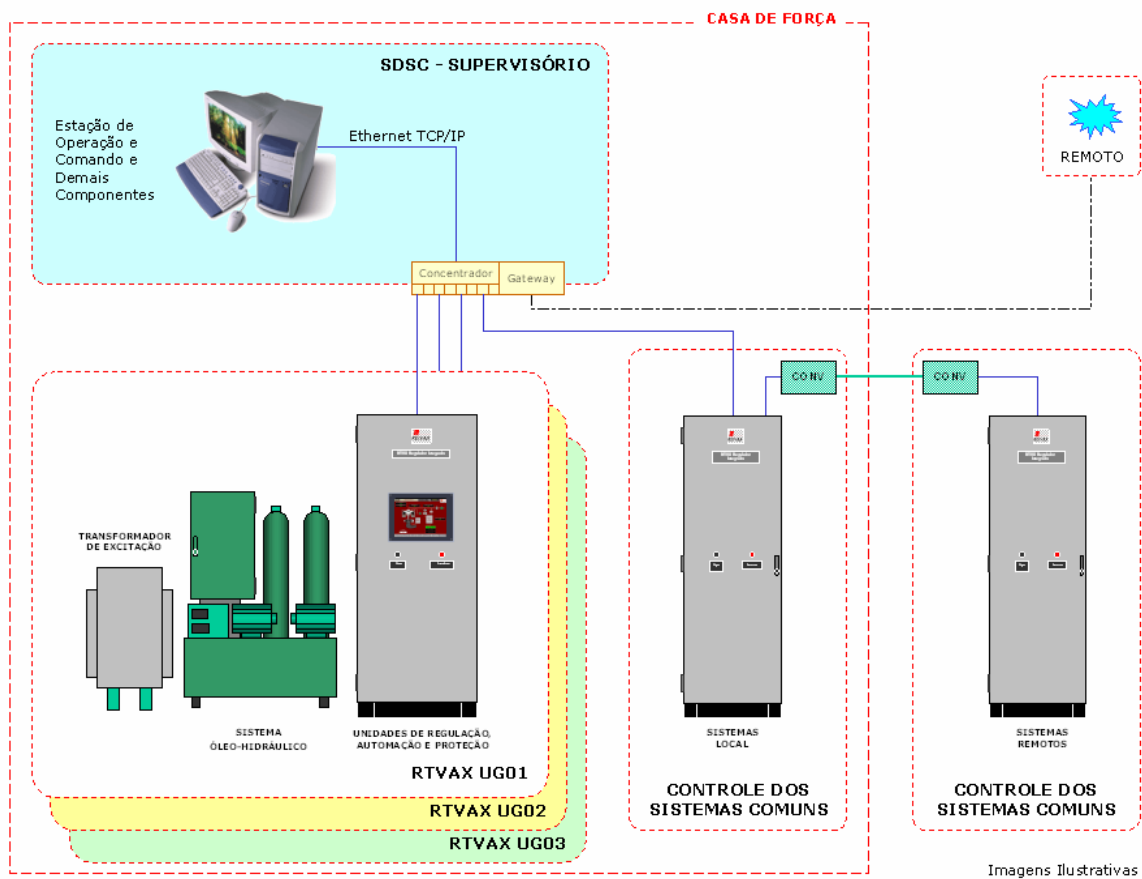 CASA DE FORÇA
SDSC - SUPERVISÓRIO
Estação de
Operação e
Comando e
Demais
Componentes
Ethernet TCP/IP
REMOTO
Concentrador
Gateway
CONV
CONV
TRANSFORMADOR
DE EXCITAÇÃO
SISTEMA
ÓLEO-HIDRÁULICO
UNIDADES DE REGULAÇÃO,
AUTOMAÇÃO E PROTEÇÃO
RTVAX UG01
RTVAX UG02
RTVAX UG03
SISTEMAS
LOCAL
CONTROLE DOS
SISTEMAS COMUNS
SISTEMAS
REMOTOS
CONTROLE DOS
SISTEMAS COMUNS
Imagens Ilustrativas